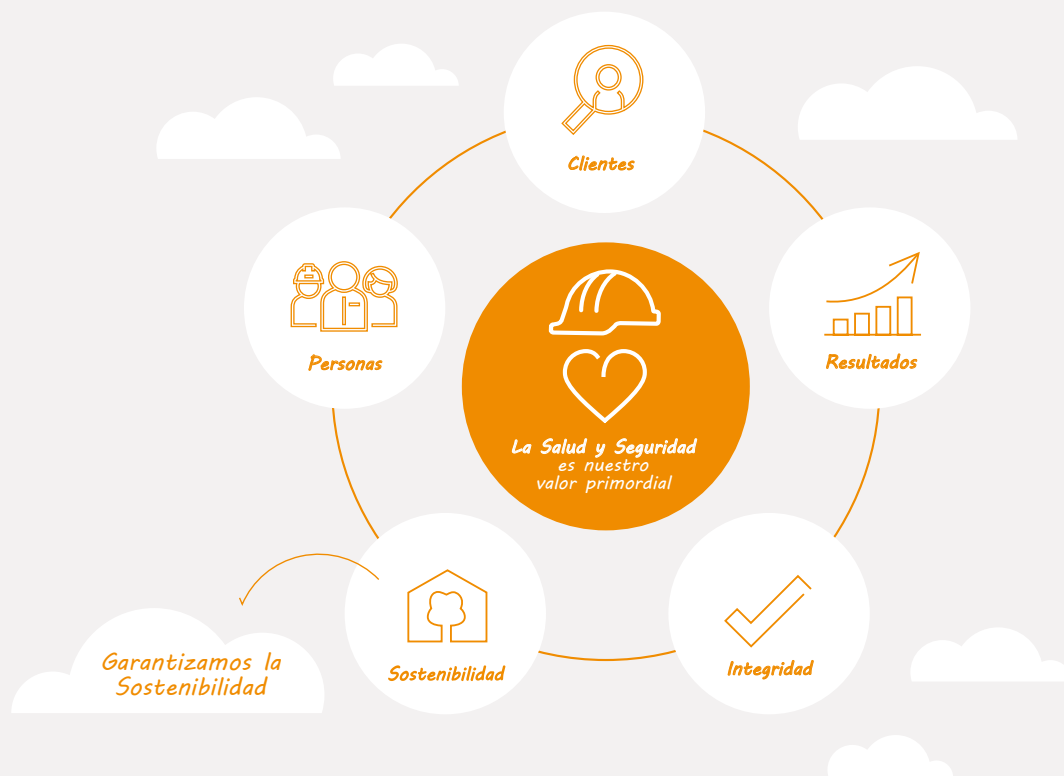 Clientes
Personas
Resultados
La Salud y Seguridad
es nuestro
valor primordial
Sostenibilidad
Integridad
Garantizamos la
Sostenibilidad